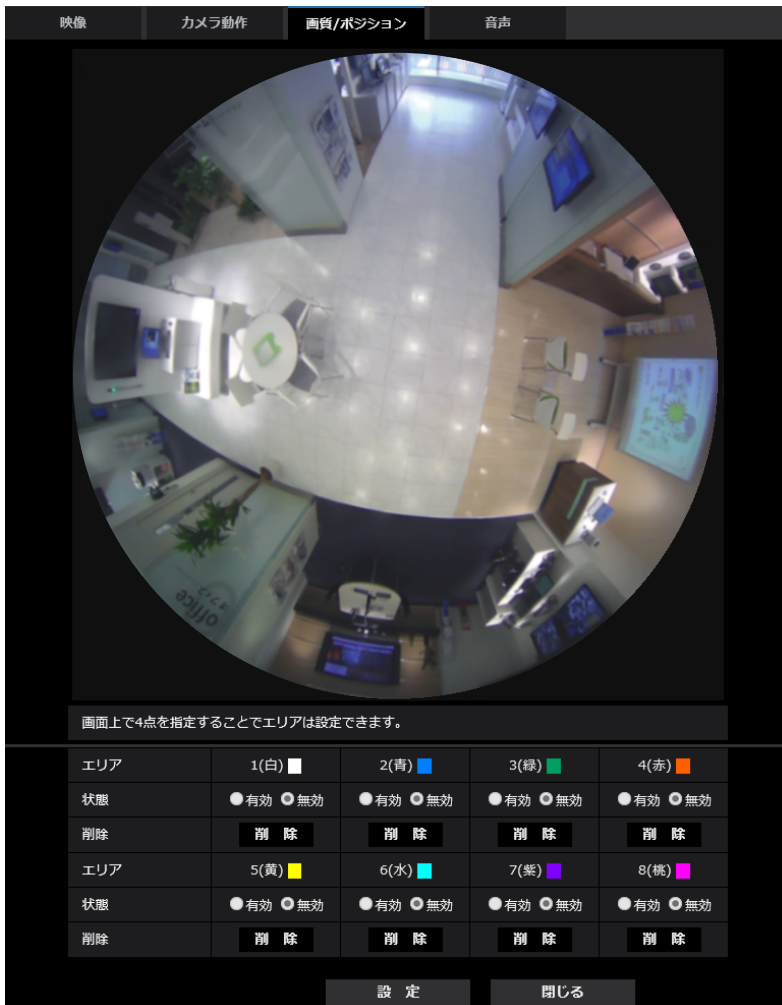 映像 カメラ動作 画質/ポジション 音声
office
オフィス
画面上で4点を指定することでエリアは設定できます。
エリア 1(白) 2(青) 3(緑) 4(赤)
状態 有効 無効 有効 無効 有効 無効 有効 無効
削除 削 除 削 除 削 除 削 除
エリア 5(黄) 6(水) 7(紫) 8(桃)
状態 有効 無効 有効 無効 有効 無効 有効 無効
削除 削 除 削 除 削 除 削 除
設 定 閉じる